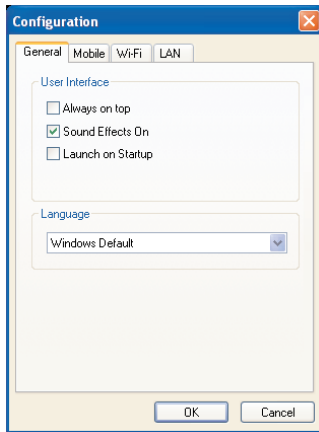 Configuration
General Mobile Wi-Fi LAN
User Interface
Always on top
Sound Effects On
Launch on Startup
Language
Windows Default
OK Cancel